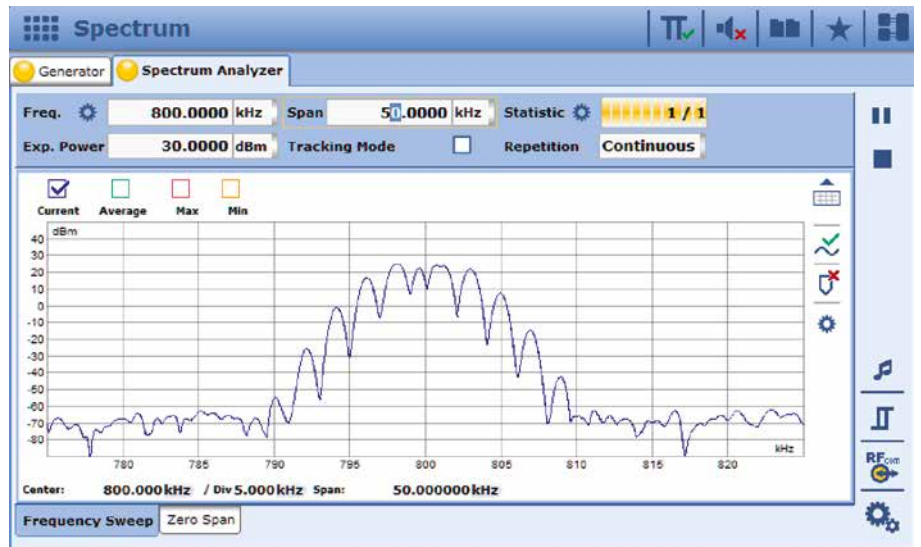 Spectrum
Generator Spectrum Analyzer
Freq. 800.0000 kHz Span 50.0000 kHz Statistic 1 / 1
Exp. Power 30.0000 dBm Tracking Mode Repetition Continuous
Current Average Max Min
dBm
40
30
20
10
0
-10
-20
-30
-40
-50
-60
-70
-80
kHz
780 785 790 795 800 805 810 815 820
Center: 800.000kHz / Div 5.000kHz Span: 50.000000kHz
Frequency Sweep Zero Span
RFcom